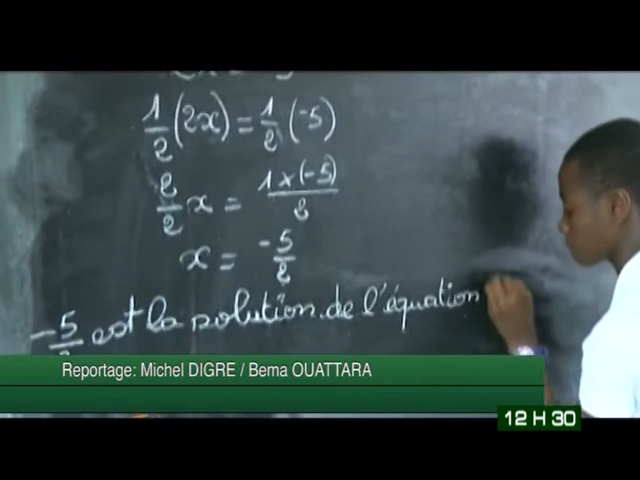 1/2 (2x) = 1/2 (-5)
2/2 x = 1 x (-5) / 2
x = -5/2
-5/2 est la solution de l'équation
Reportage: Michel DIGRE / Bema OUATTARA
12 H 30